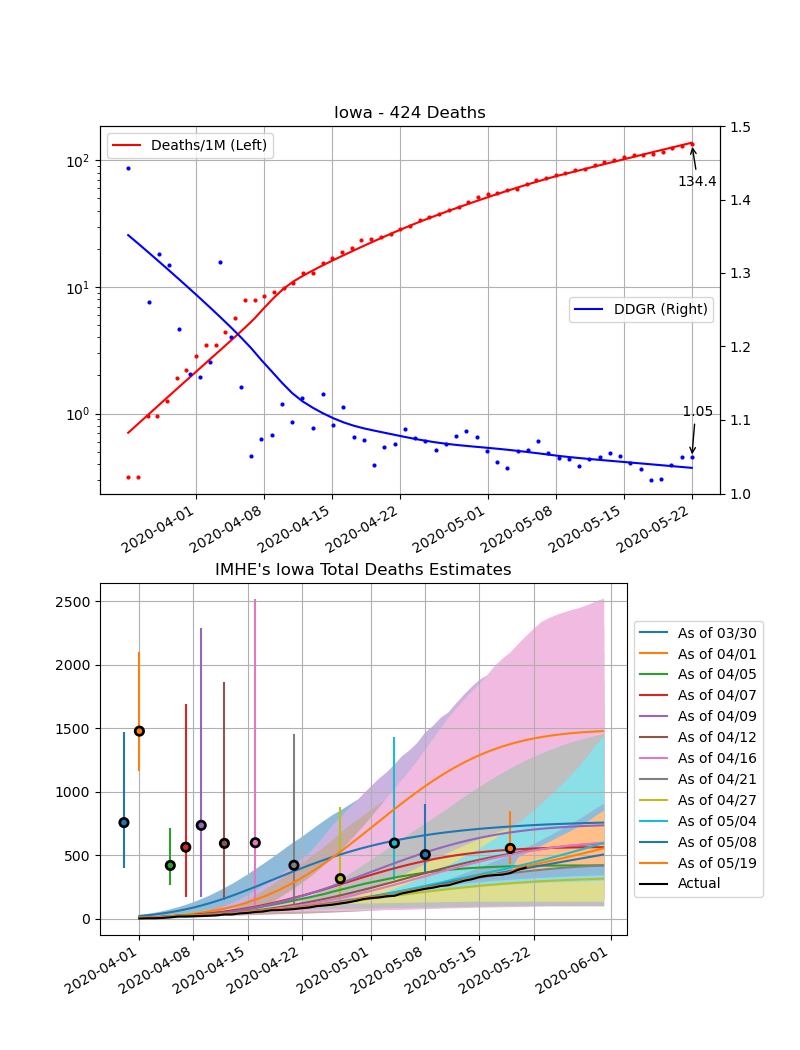 Iowa - 424 Deaths
Deaths/1M (Left)
DDGR (Right)
134.4
1.05
10²
10¹
10⁰
1.5
1.4
1.3
1.2
1.1
1.0
2020-04-01
2020-04-08
2020-04-15
2020-04-22
2020-05-01
2020-05-08
2020-05-15
2020-05-22
IMHE's Iowa Total Deaths Estimates
2500
2000
1500
1000
500
0
2020-04-01
2020-04-08
2020-04-15
2020-04-22
2020-05-01
2020-05-08
2020-05-15
2020-05-22
2020-06-01
As of 03/30
As of 04/01
As of 04/05
As of 04/07
As of 04/09
As of 04/12
As of 04/16
As of 04/21
As of 04/27
As of 05/04
As of 05/08
As of 05/19
Actual